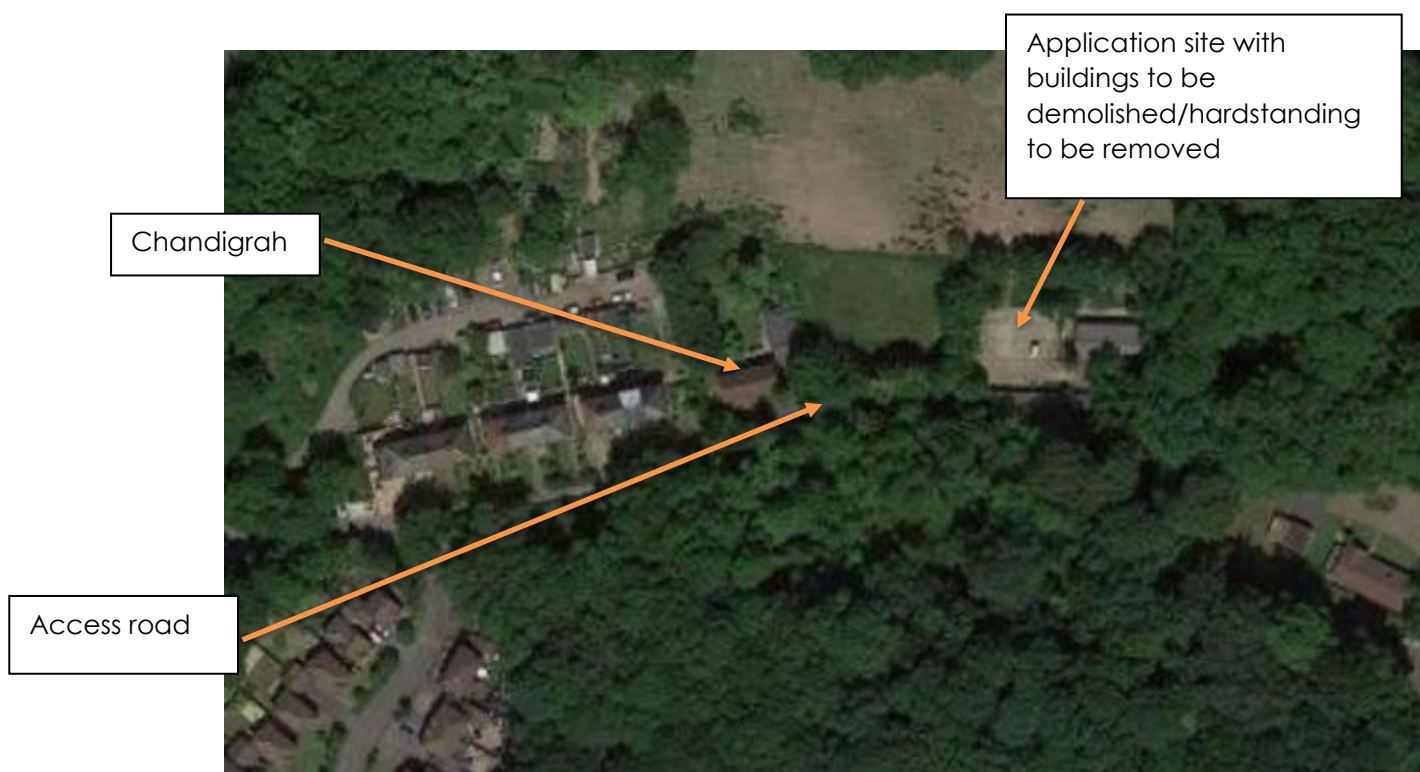 Application site with
buildings to be
demolished/hardstanding
to be removed
Chandigrah
Access road